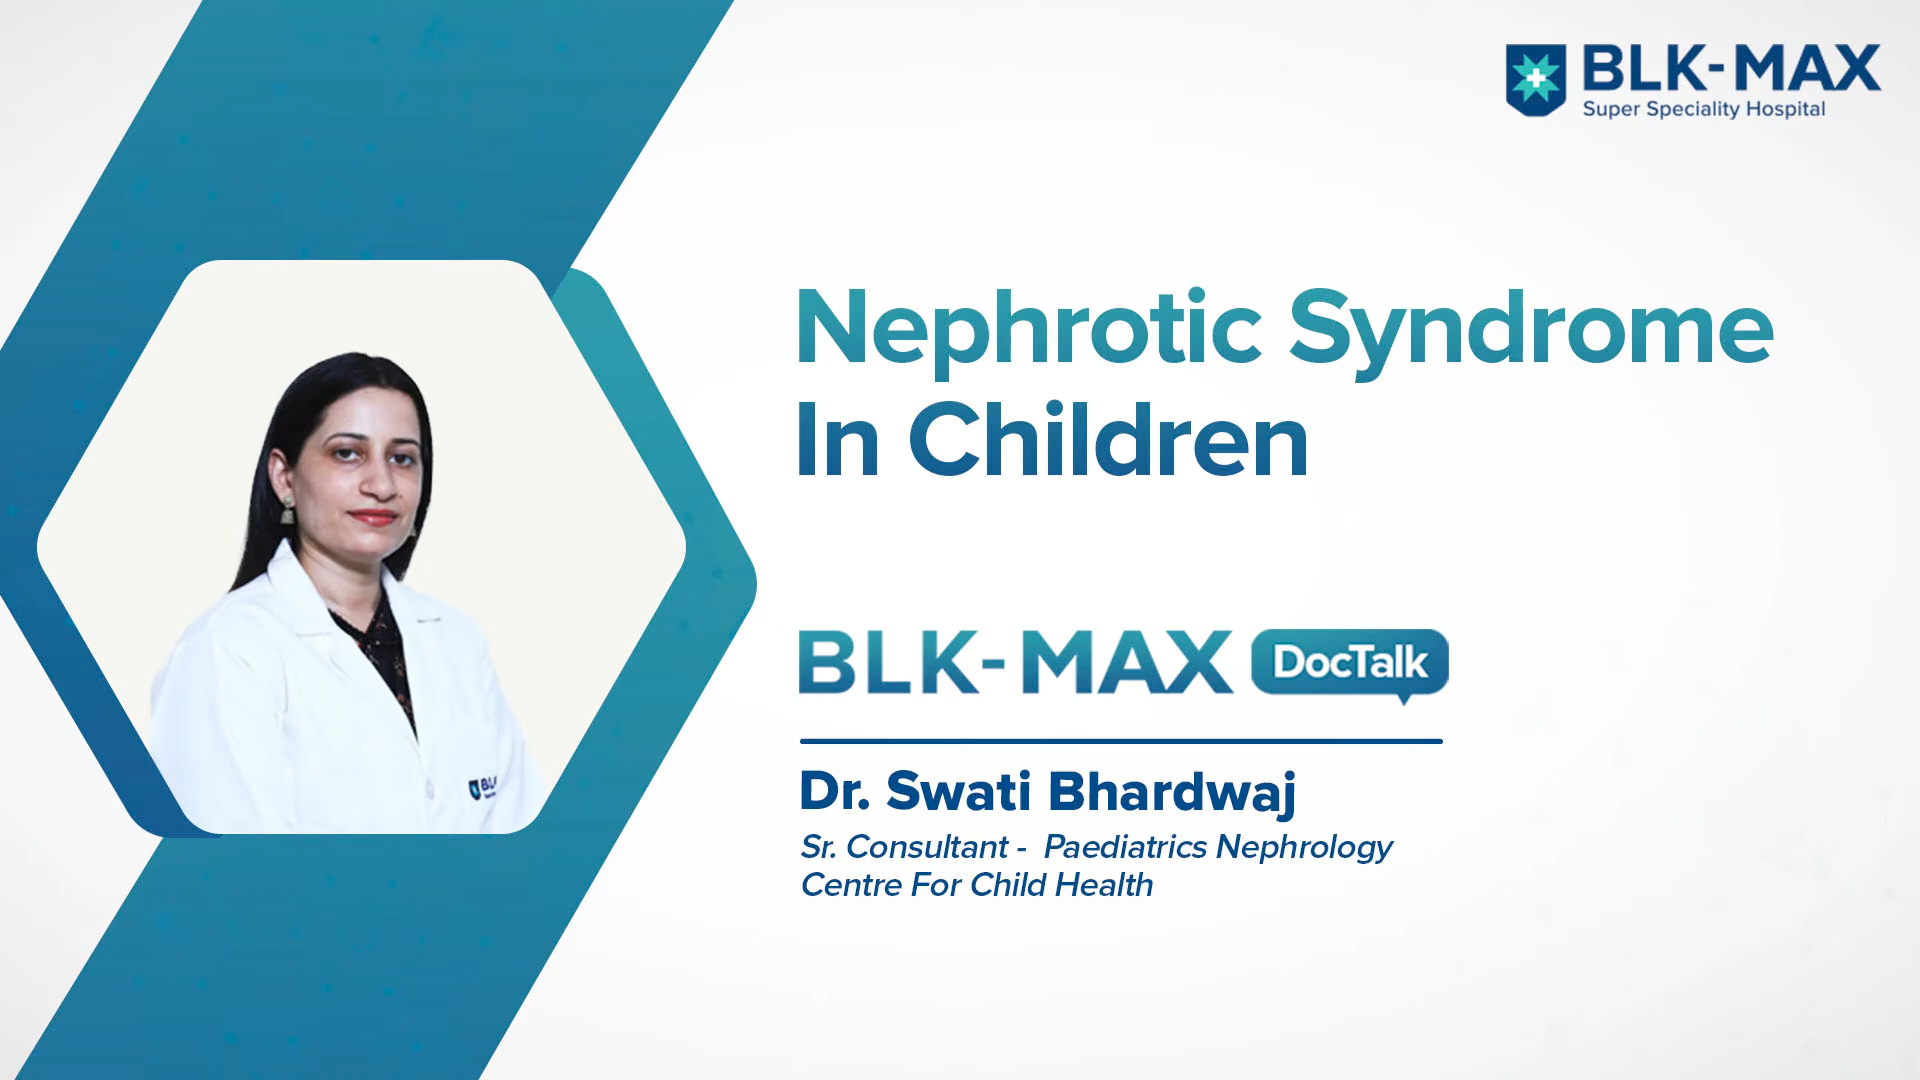 BLK-MAX
Super Speciality Hospital
Nephrotic Syndrome
In Children
BLK-MAX DocTalk
Dr. Swati Bhardwaj
Sr. Consultant - Paediatrics Nephrology
Centre For Child Health